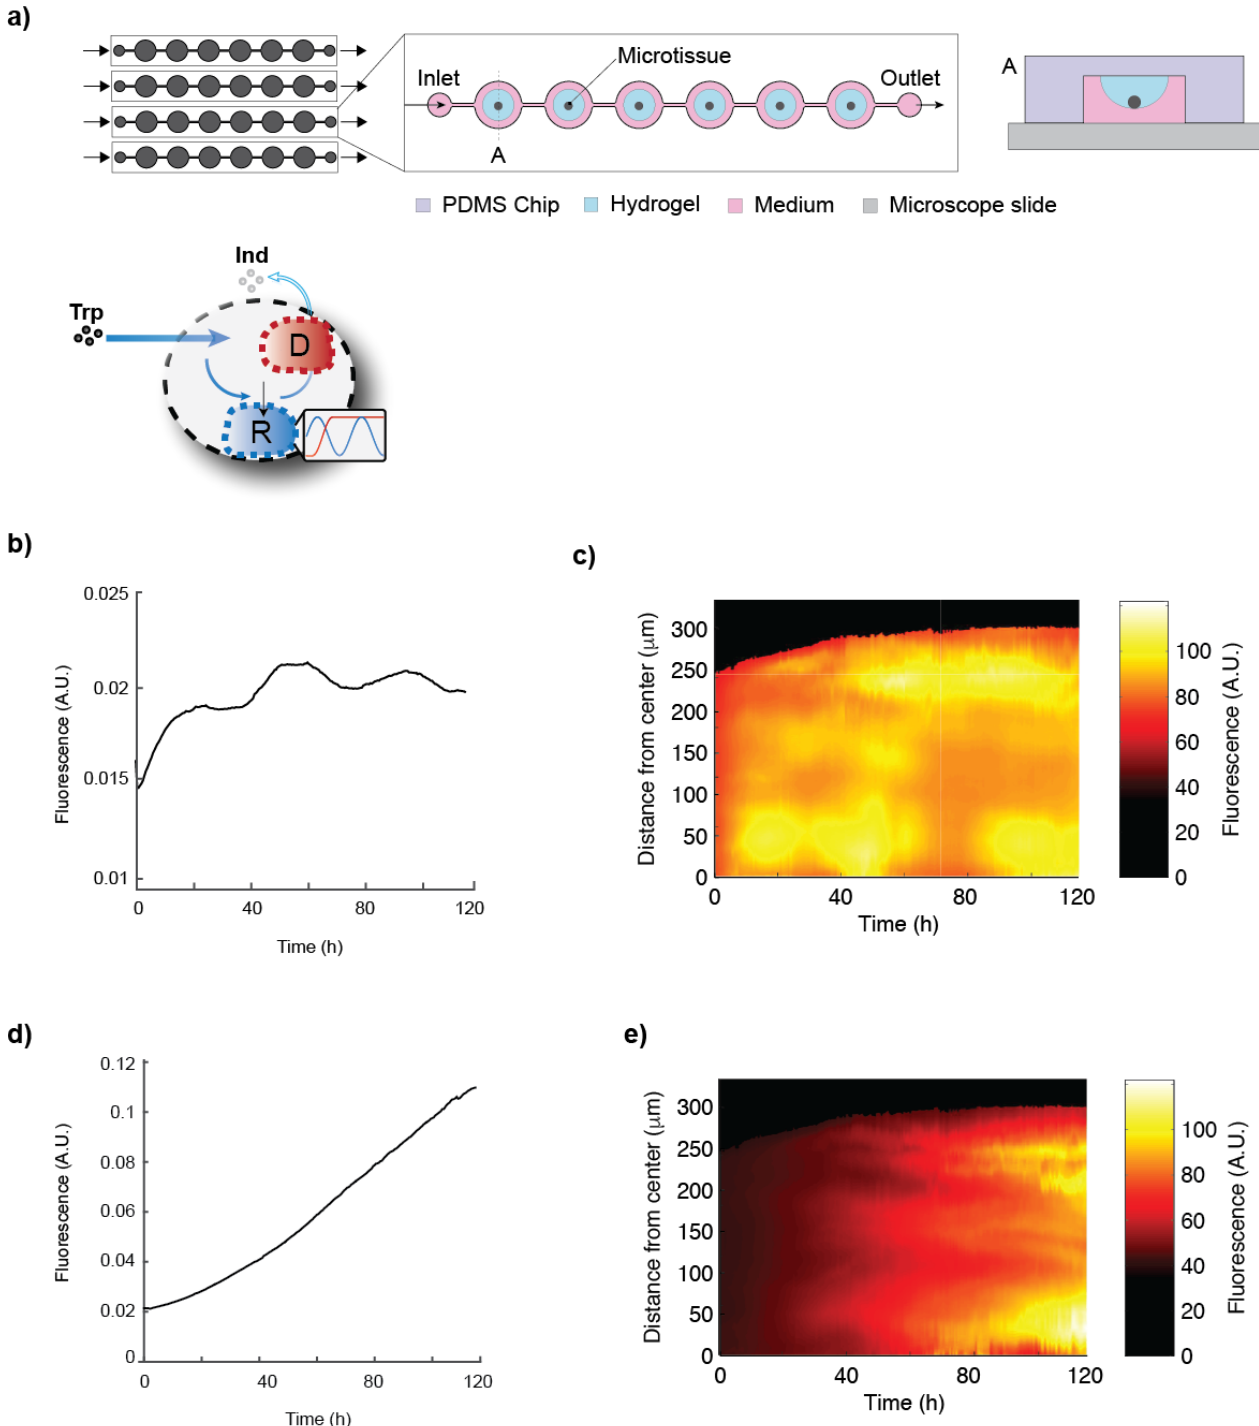 a)
Inlet
Microtissue
Outlet
A
A
PDMS Chip Hydrogel Medium Microscope slide
Ind
Trp
D
R
b)
0.025
0.02
0.015
0.01
Fluorescence (A.U.)
0 40 60 80 120
Time (h)
c)
300
250
200
150
100
50
0
Distance from center (µm)
0 40 80 120
Time (h)
100
80
60
40
20
0
Fluorescence (A.U.)
d)
0.12
0.1
0.08
0.06
0.04
0.02
0
Fluorescence (A.U.)
0 40 80 120
Time (h)
e)
300
250
200
150
100
50
0
Distance from center (µm)
0 40 80 120
Time (h)
100
80
60
40
20
0
Fluorescence (A.U.)